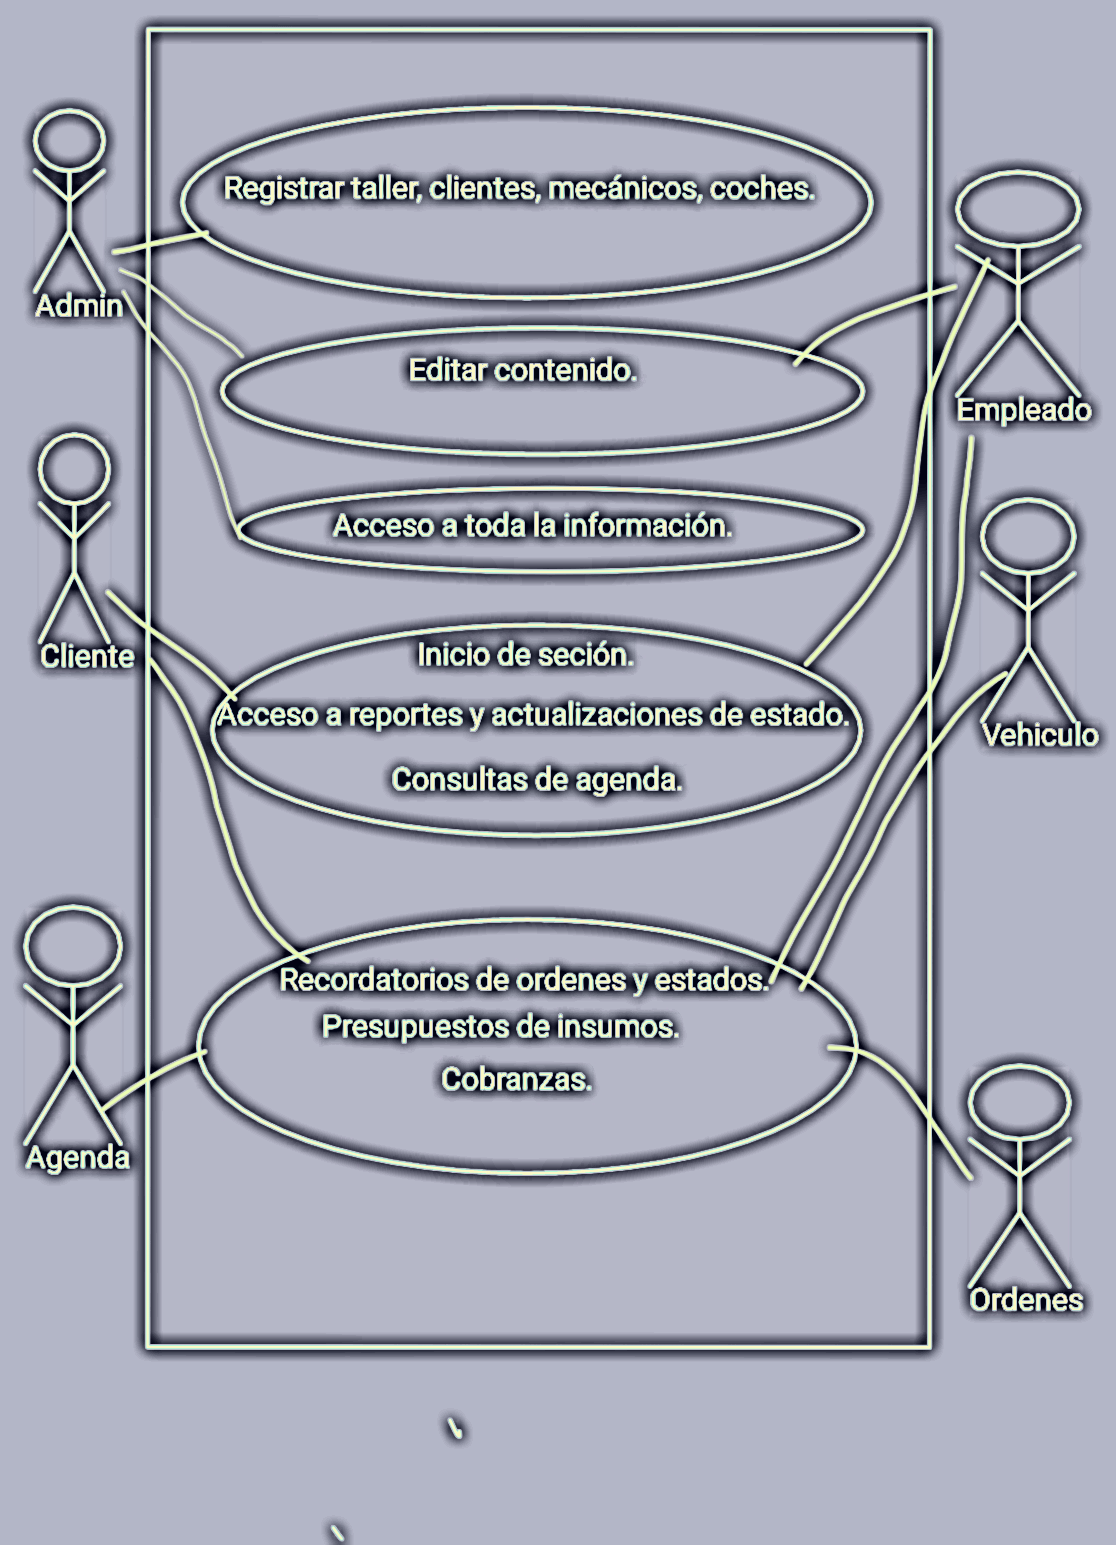 Registrar taller, clientes, mecánicos, coches.
Admin
Editar contenido.
Empleado
Acceso a toda la información.
Cliente
Inicio de seción.
Acceso a reportes y actualizaciones de estado.
Vehiculo
Consultas de agenda.
Recordatorios de ordenes y estados.
Presupuestos de insumos.
Cobranzas.
Agenda
Ordenes